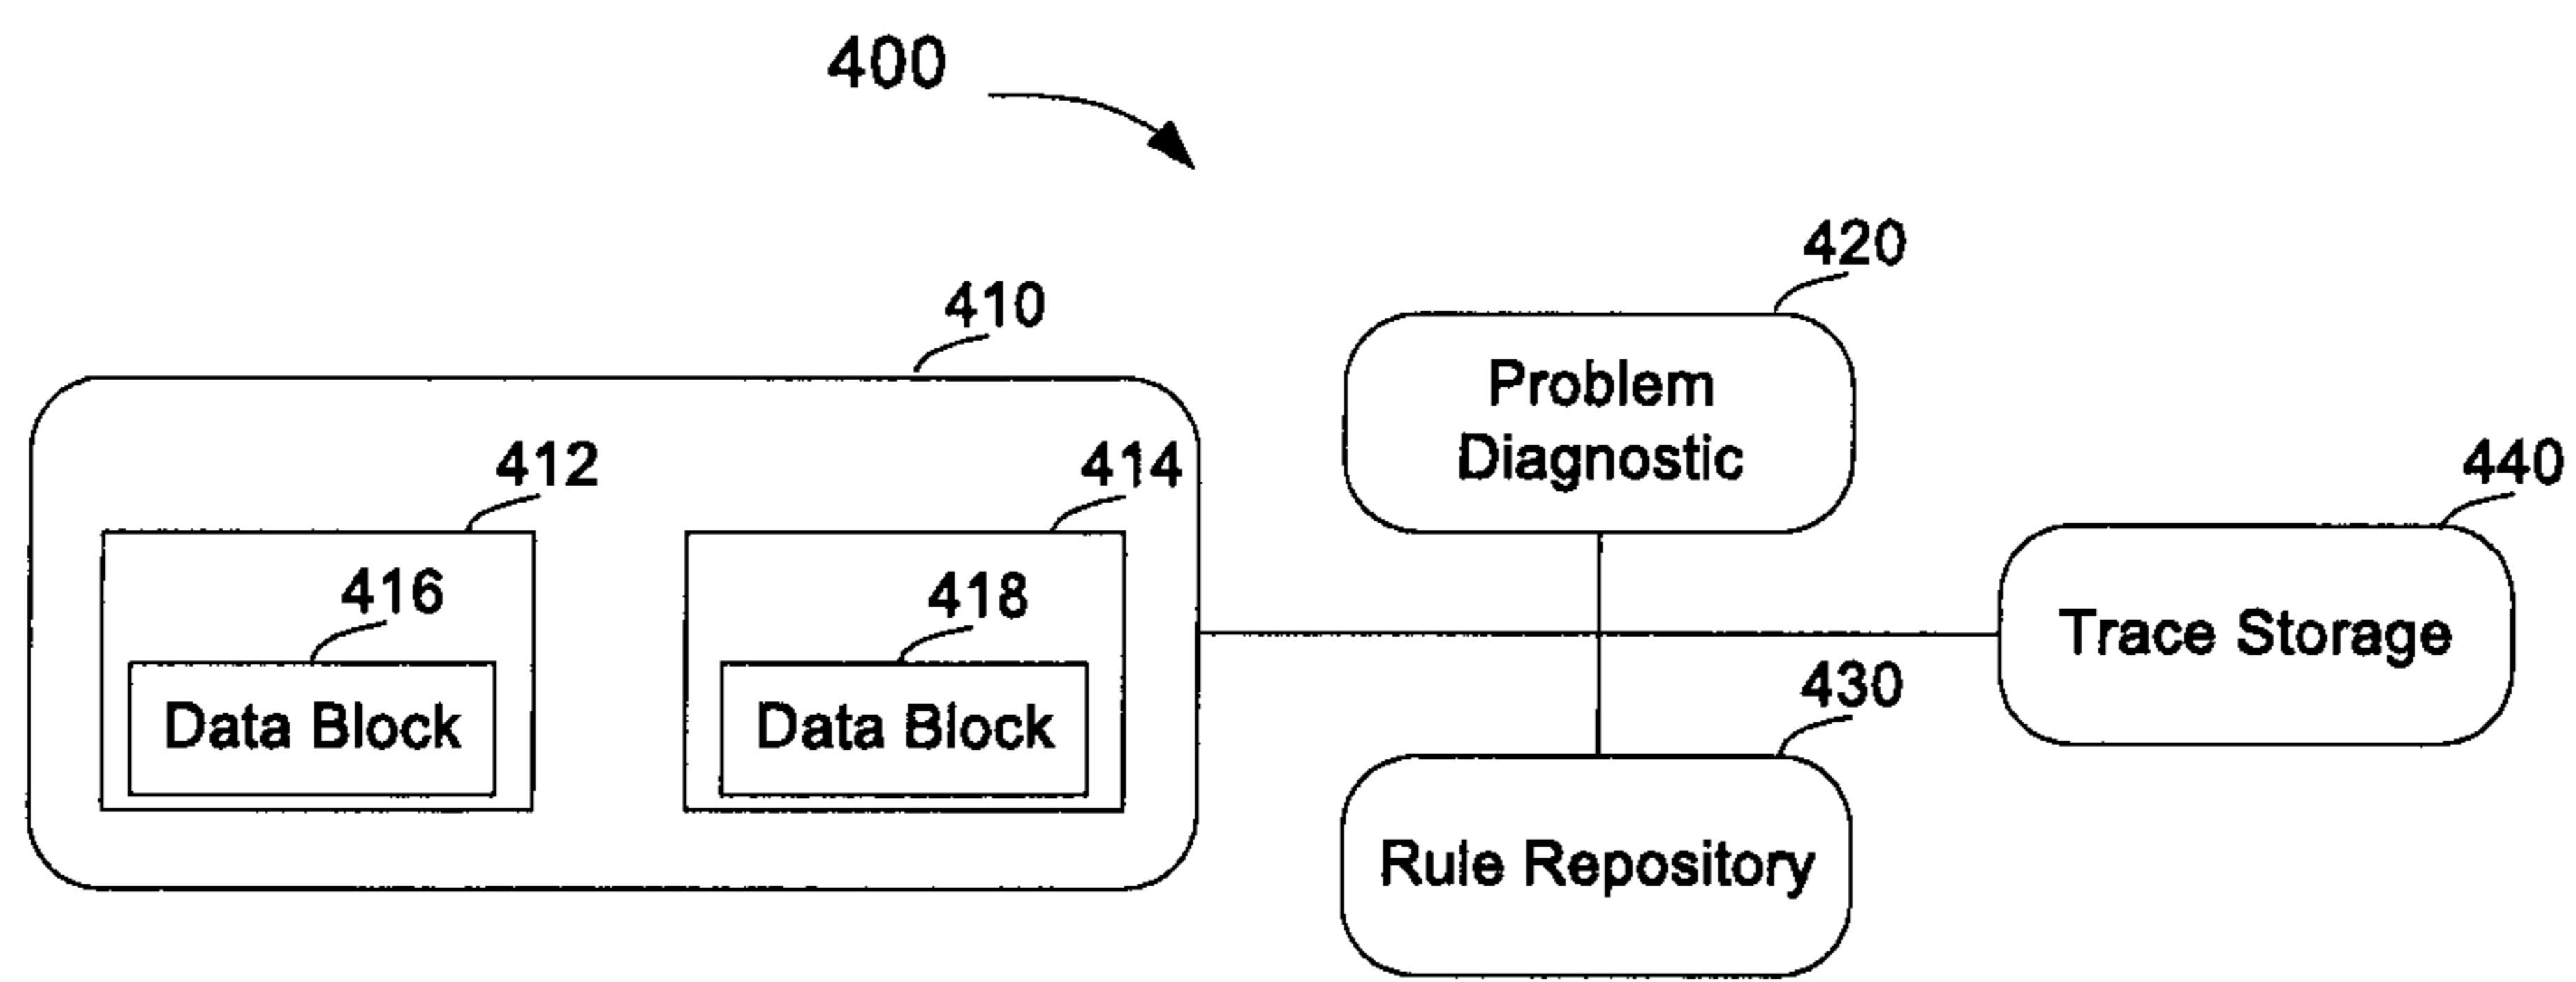 400
420
410
Problem
Diagnostic
412
414
440
416
418
Trace Storage
430
Data Block
Data Block
Rule Repository